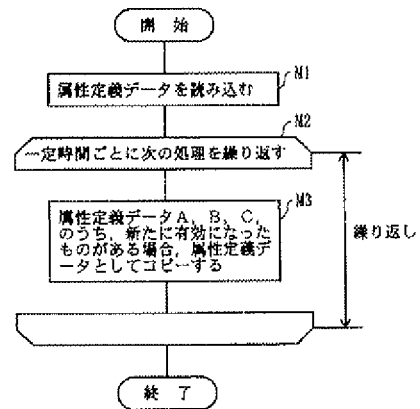 開 始
M1
属性定義データを読み込む
M2
一定時間ごとに次の処理を繰り返す
M3
属性定義データA、B、C、
のうち、新たに有効になった
ものがある場合、属性定義デ
ータとしてコピーする
繰り返し
終 了